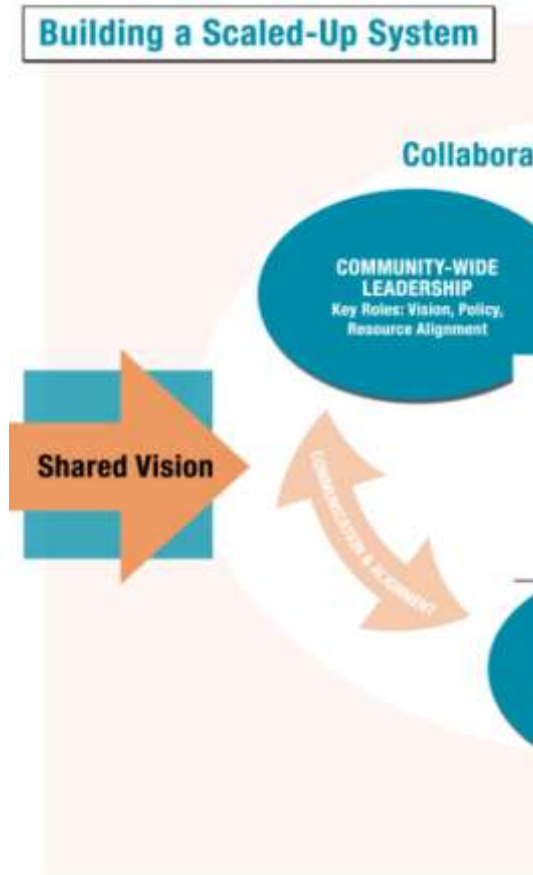 Building a Scaled-Up System
Collabora
COMMUNITY-WIDE
LEADERSHIP
Key Roles: Vision, Policy,
Resource Alignment
Shared Vision
COMMUNICATION & ALIGNMENT